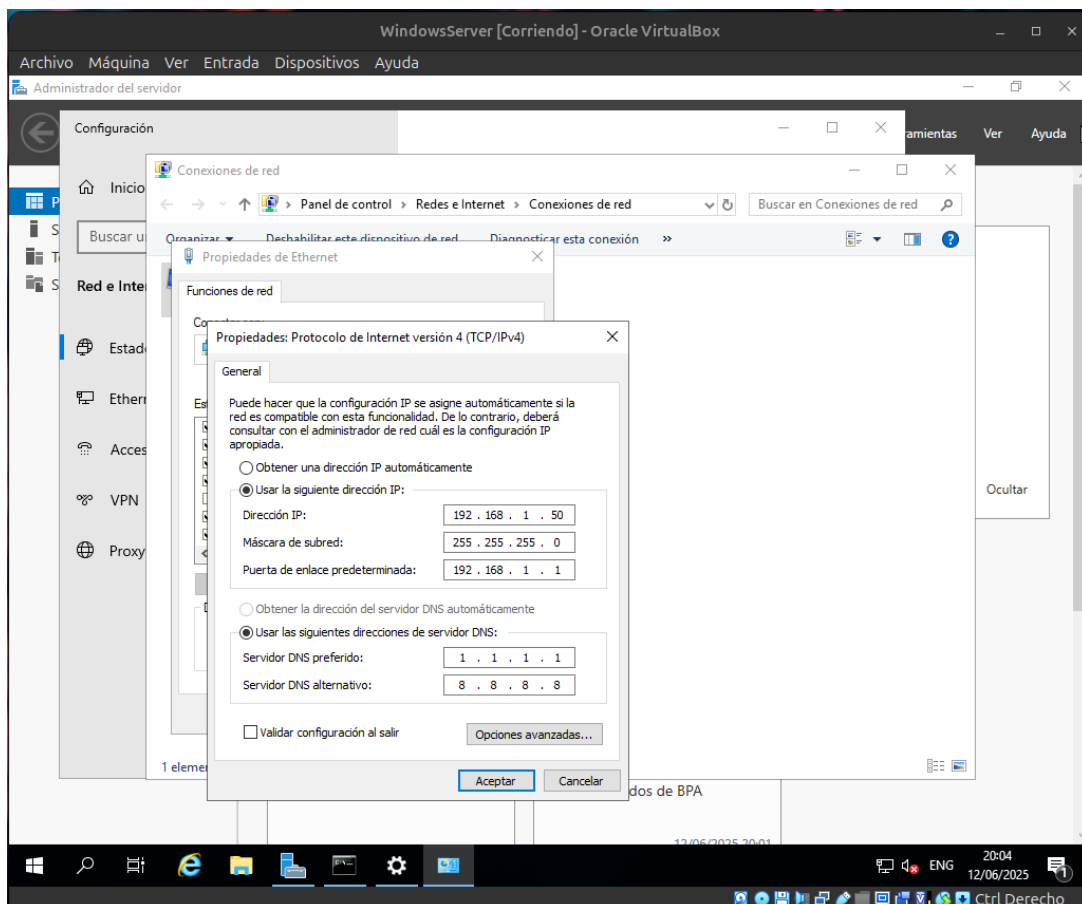 WindowsServer [Corriendo] - Oracle VirtualBox
Archivo Máquina Ver Entrada Dispositivos Ayuda
Administrador del servidor
Configuración
Ver Ayuda
Conexiones de red
Inicio
Panel de control > Redes e Internet > Conexiones de red
Buscar en Conexiones de red
Buscar
Organizar Deshabilitar este dispositivo de red Diagnosticar esta conexión »
Propiedades de Ethernet
Red e
Funciones de red
Propiedades: Protocolo de Internet versión 4 (TCP/IPv4)
General
Puede hacer que la configuración IP se asigne automáticamente si la
red es compatible con esta funcionalidad. De lo contrario, deberá
consultar con el administrador de red cuál es la configuración IP
apropiada.
Obtener una dirección IP automáticamente
Usar la siguiente dirección IP:
Dirección IP: 192 . 168 . 1 . 50
Máscara de subred: 255 . 255 . 255 . 0
Puerta de enlace predeterminada: 192 . 168 . 1 . 1
Obtener la dirección del servidor DNS automáticamente
Usar las siguientes direcciones de servidor DNS:
Servidor DNS preferido: 1 . 1 . 1 . 1
Servidor DNS alternativo: 8 . 8 . 8 . 8
Validar configuración al salir
Opciones avanzadas...
Aceptar Cancelar
VPN
Proxy
Ocultar
1
de BPA
12/06/2025 20:01
ENG
20:04
12/06/2025
1
Ctrl Derecho